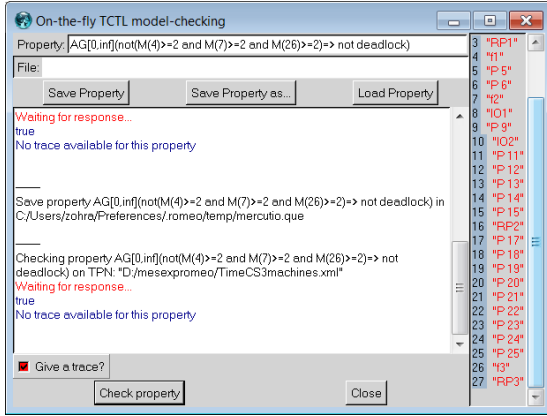 On-the-fly TCTL model-checking
Property: AG[0,inf](not(M(4)>=2 and M(7)>=2 and M(26)>=2)=> not deadlock)
File:
Save Property
Save Property as...
Load Property
Waiting for response...
true
No trace available for this property
Save property AG[0,inf](not(M(4)>=2 and M(7)>=2 and M(26)>=2)=> not deadlock) in
C:/Users/zohra/Preferences/.romeo/temp/mercutio.que
Checking property AG[0,inf](not(M(4)>=2 and M(7)>=2 and M(26)>=2)=> not
deadlock) on TPN: "D:/mesexpromeo/TimeCS3machines.xml"
Waiting for response...
true
No trace available for this property
Give a trace?
Check property
Close
3 "RP1"
4 "f1"
5 "P 5"
6 "P 6"
7 "f2"
8 "IO1"
9 "P 9"
10 "IO2"
11 "P 11"
12 "P 12"
13 "P 13"
14 "P 14"
15 "P 15"
16 "RP2"
17 "P 17"
18 "P 18"
19 "P 19"
20 "P 20"
21 "P 21"
22 "P 22"
23 "P 23"
24 "P 24"
25 "P 25"
26 "f3"
27 "RP3"